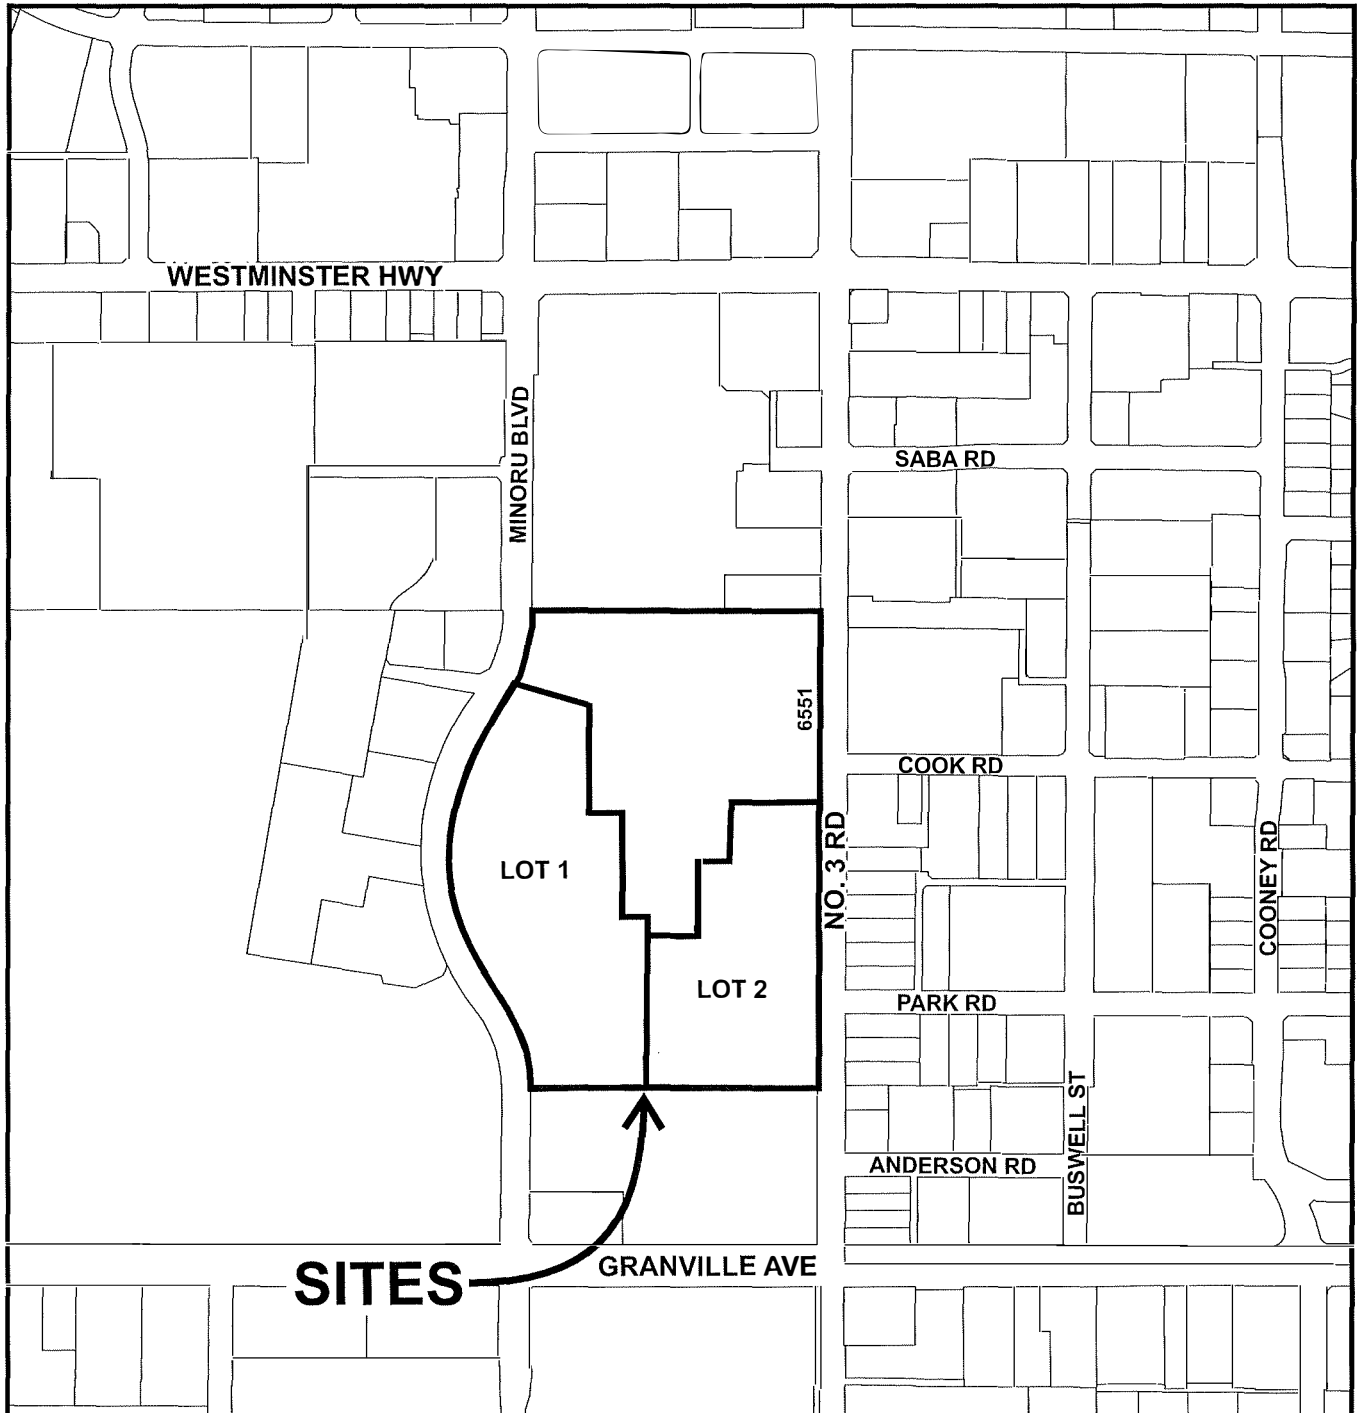 WESTMINSTER HWY
MINORU BLVD
SABA RD
6551
COOK RD
NO. 3 RD
LOT 1
COONEY RD
LOT 2
PARK RD
BUSWELL ST
ANDERSON RD
GRANVILLE AVE
SITES